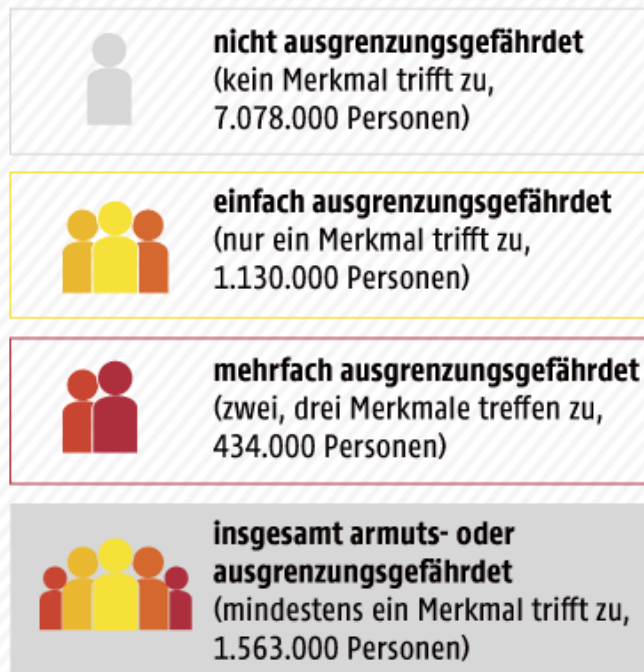 nicht ausgrenzungsgefährdet
(kein Merkmal trifft zu,
7.078.000 Personen)
einfach ausgrenzungsgefährdet
(nur ein Merkmal trifft zu,
1.130.000 Personen)
mehrfach ausgrenzungsgefährdet
(zwei, drei Merkmale treffen zu,
434.000 Personen)
insgesamt armuts- oder
ausgrenzungsgefährdet
(mindestens ein Merkmal trifft zu,
1.563.000 Personen)